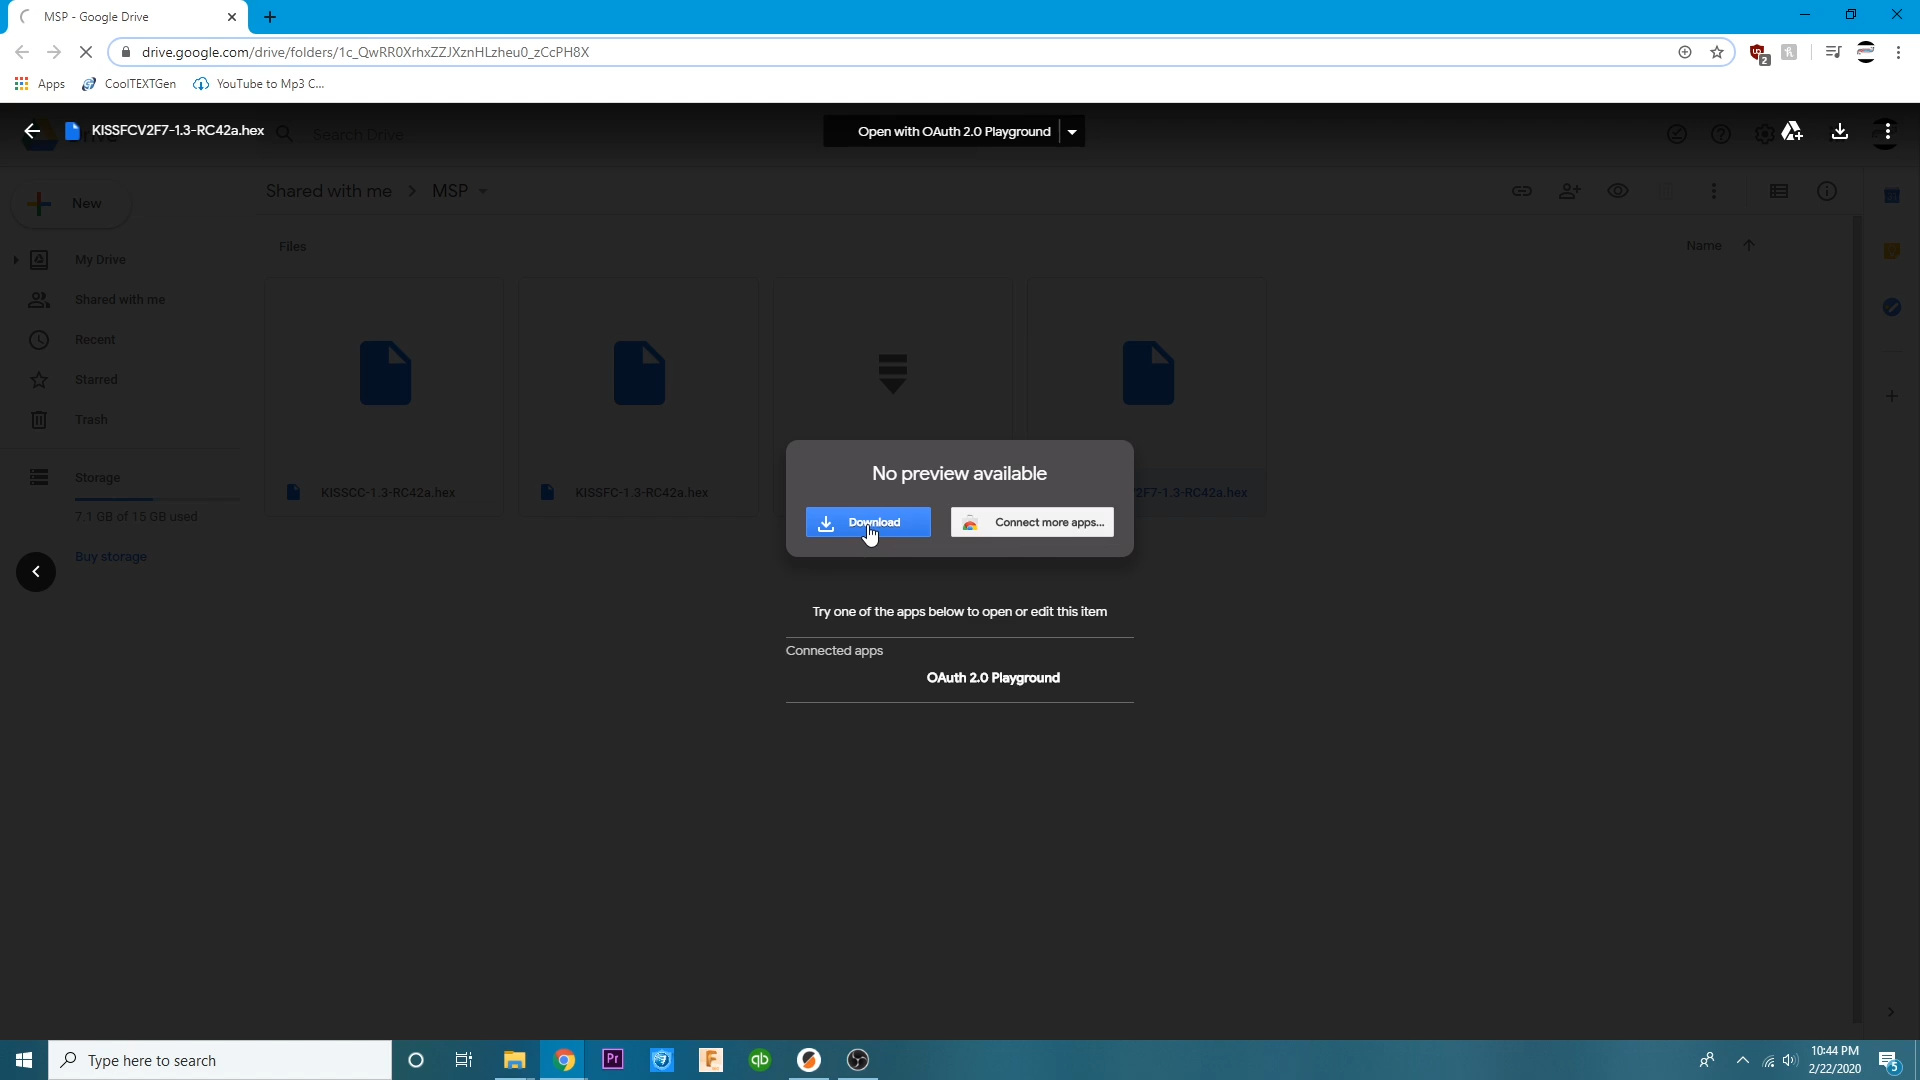 MSP - Google Drive
drive.google.com/drive/folders/1c_QwRR0XrhxZZJXznHLzheu0_zCcPH8X
2
Apps
CoolTEXTGen
YouTube to Mp3 C...
KISSFCV2F7-1.3-RC42a.hex
Search Drive
Open with OAuth 2.0 Playground
New
Shared with me
MSP
Files
Name
My Drive
Shared with me
Recent
Starred
Trash
Storage
7.1 GB of 15 GB used
Buy storage
KISSCC-1.3-RC42a.hex
KISSFC-1.3-RC42a.hex
2F7-1.3-RC42a.hex
No preview available
Download
Connect more apps...
Try one of the apps below to open or edit this item
Connected apps
OAuth 2.0 Playground
Type here to search
Pr
F
qb
10:44 PM
2/22/2020
5